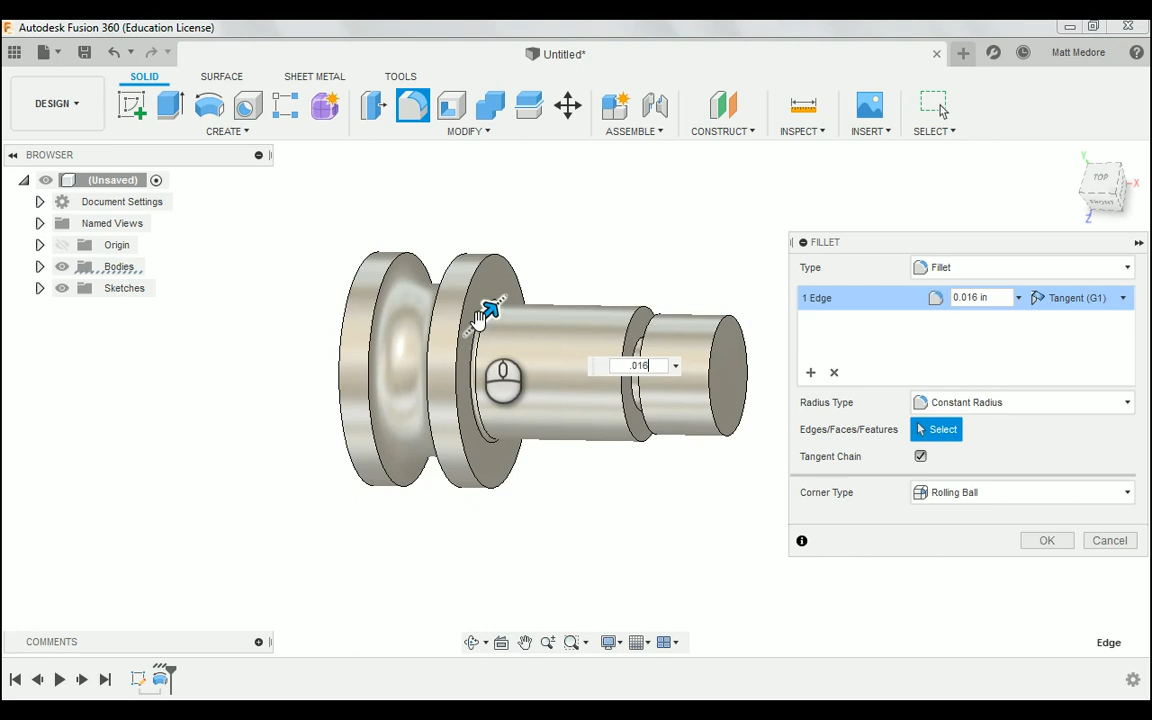 Autodesk Fusion 360 (Education License)
Untitled*
Matt Medore
DESIGN
SOLID
SURFACE
SHEET METAL
TOOLS
CREATE
MODIFY
ASSEMBLE
CONSTRUCT
INSPECT
INSERT
SELECT
BROWSER
(Unsaved)
Document Settings
Named Views
Origin
Bodies
Sketches
Y
TOP
X
Z
FILLET
Type
Fillet
1 Edge
0.016 in
Tangent (G1)
.016
Radius Type
Constant Radius
Edges/Faces/Features
Select
Tangent Chain
Corner Type
Rolling Ball
OK
Cancel
COMMENTS
Edge